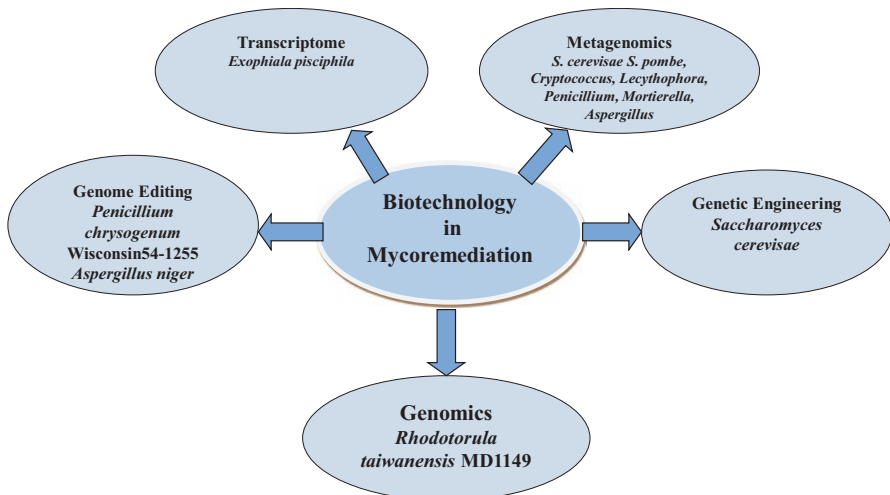 Transcriptome
Exophiala pisciphila
Metagenomics
S. cerevisae S. pombe,
Cryptococcus, Lecythophora,
Penicillium, Mortierella,
Aspergillus
Genome Editing
Penicillium
chrysogenum
Wisconsin54-1255
Aspergillus niger
Biotechnology
in
Mycoremediation
Genetic Engineering
Saccharomyces
cerevisae
Genomics
Rhodotorula
taiwanensis MD1149